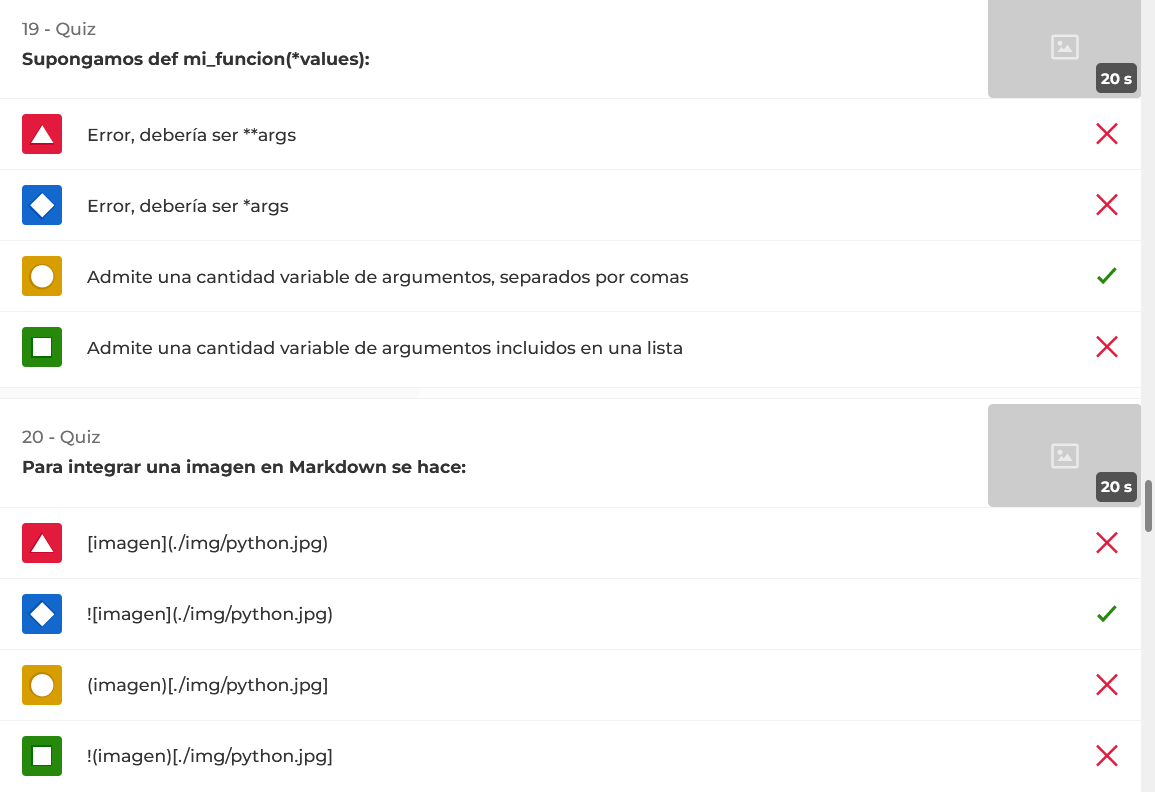 19 - Quiz
Supongamos def mi_funcion(*values):
20 s
Error, debería ser **args
Error, debería ser *args
Admite una cantidad variable de argumentos, separados por comas
Admite una cantidad variable de argumentos incluidos en una lista
20 - Quiz
Para integrar una imagen en Markdown se hace:
20 s
[imagen](./img/python.jpg)
![imagen](./img/python.jpg)
(imagen)[./img/python.jpg]
!(imagen)[./img/python.jpg]